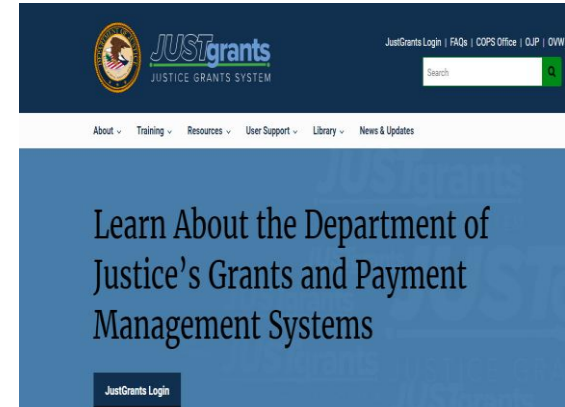 JustGrants Login | FAQs | COPS Office | OJP | OVW
JUSTgrants
JUSTICE GRANTS SYSTEM
Search
About
Training
Resources
User Support
Library
News & Updates
Learn About the Department of
Justice's Grants and Payment
Management Systems
JustGrants Login